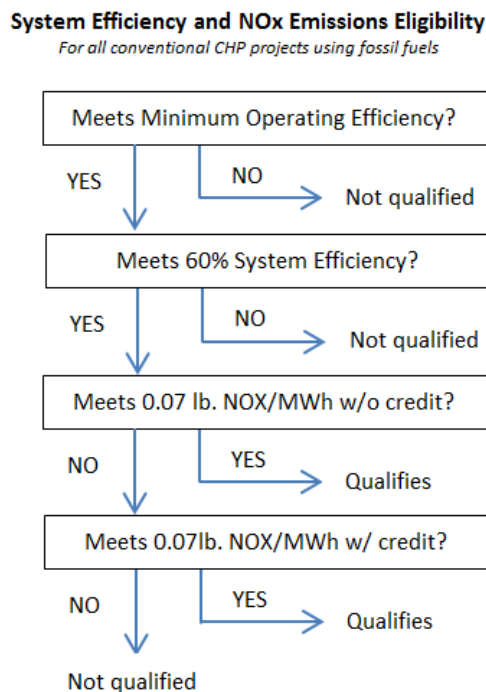 System Efficiency and NOx Emissions Eligibility
For all conventional CHP projects using fossil fuels
Meets Minimum Operating Efficiency?
YES
NO
Not qualified
Meets 60% System Efficiency?
YES
NO
Not qualified
Meets 0.07 lb. NOX/MWh w/o credit?
NO
YES
Qualifies
Meets 0.07lb. NOX/MWh w/ credit?
NO
YES
Qualifies
Not qualified